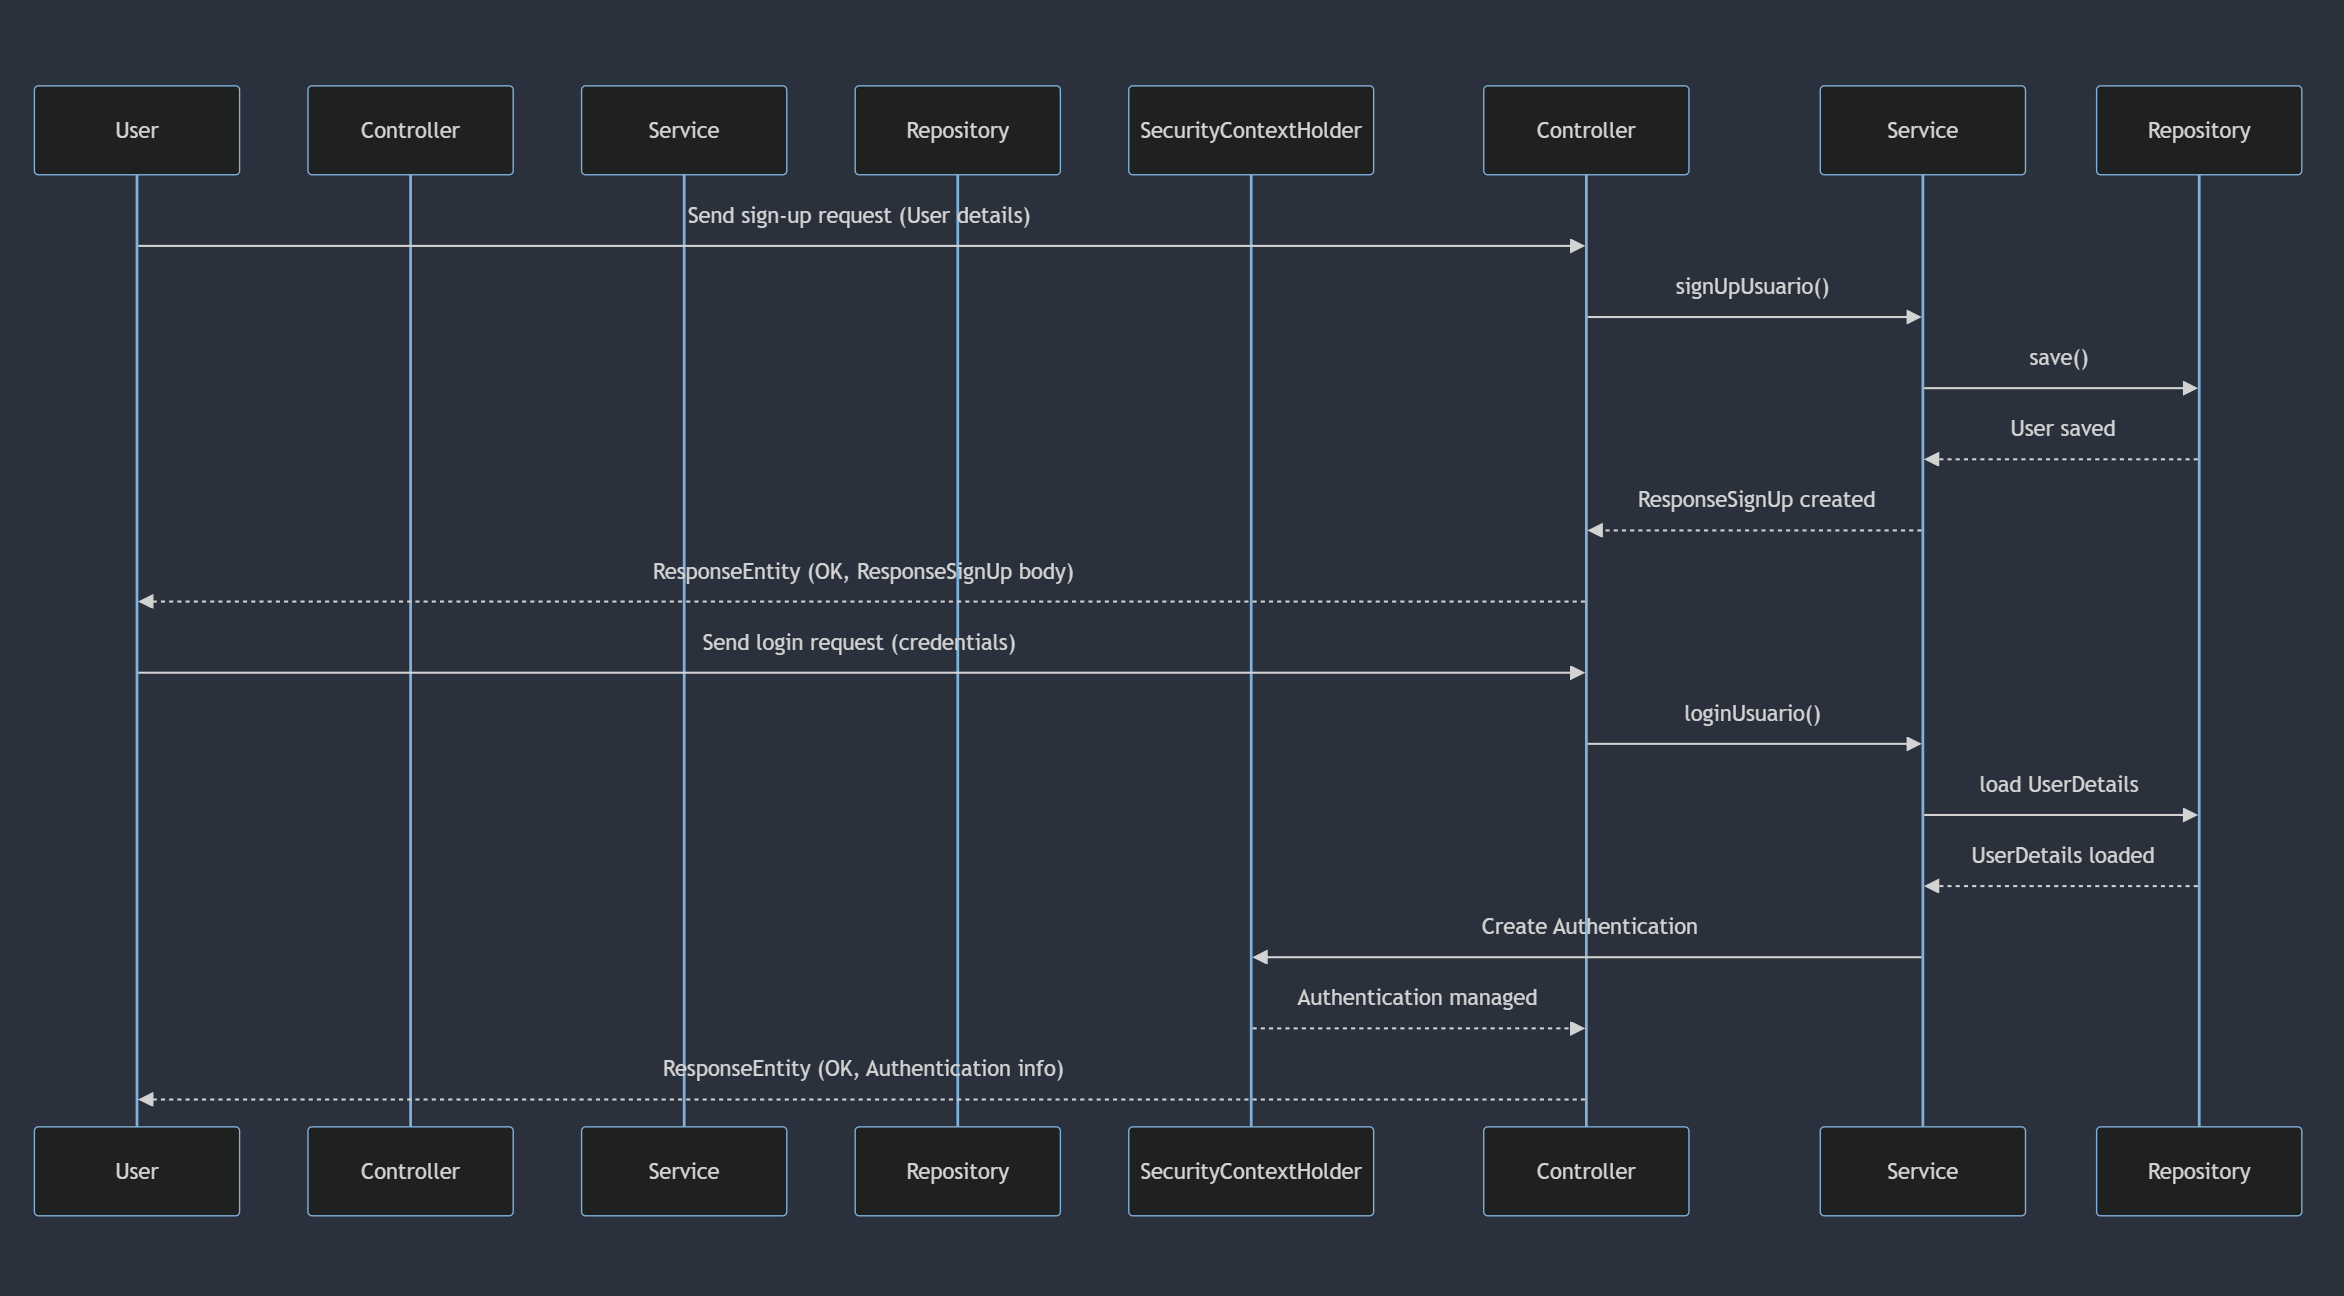 User
Controller
Service
Repository
SecurityContextHolder
Controller
Service
Repository
Send sign-up request (User details)
signUpUsuario()
save()
User saved
ResponseSignUp created
ResponseEntity (OK, ResponseSignUp body)
Send login request (credentials)
loginUsuario()
load UserDetails
UserDetails loaded
Create Authentication
Authentication managed
ResponseEntity (OK, Authentication info)
User
Controller
Service
Repository
SecurityContextHolder
Controller
Service
Repository